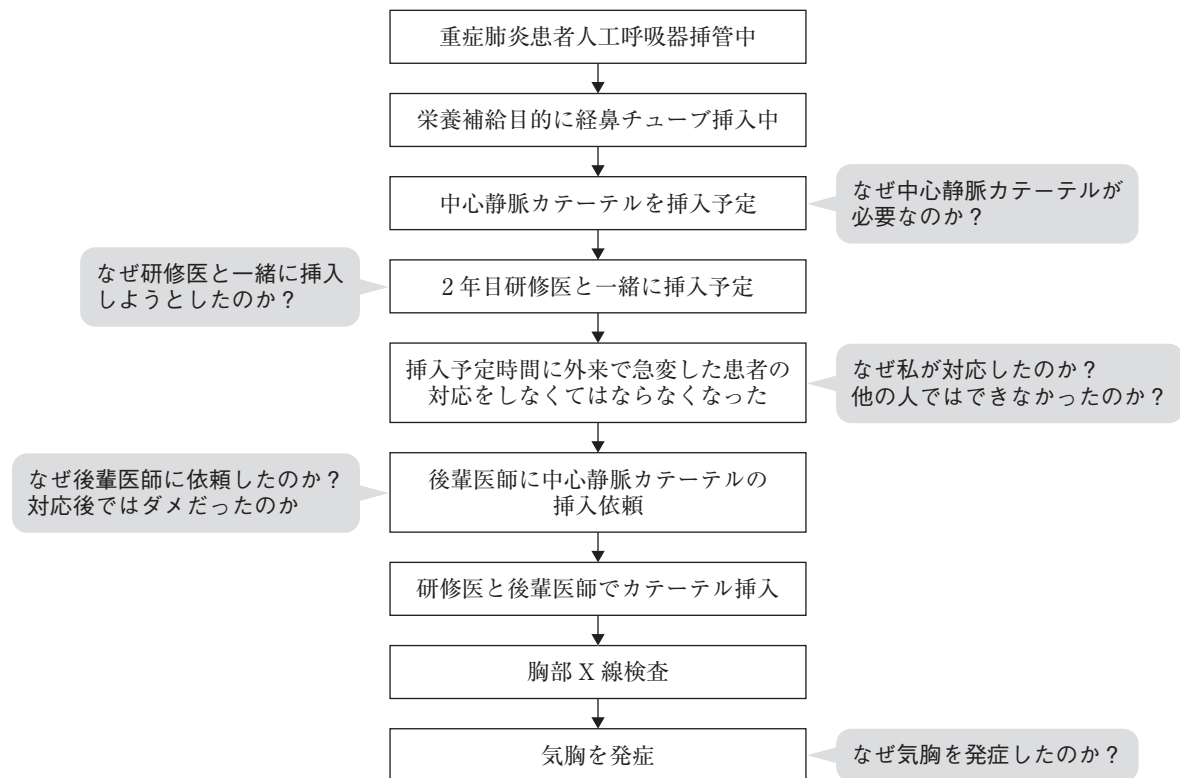 重症肺炎患者人工呼吸器挿管中
栄養補給目的に経鼻チューブ挿入中
中心静脈カテーテルを挿入予定
なぜ中心静脈カテーテルが
必要なのか？
なぜ研修医と一緒に挿入
しようとしたのか？
2年目研修医と一緒に挿入予定
挿入予定時間に外来で急変した患者の
対応をしなくてはならなくなった
なぜ私が対応したのか？
他の人ではできなかったのか？
なぜ後輩医師に依頼したのか？
対応後ではダメだったのか
後輩医師に中心静脈カテーテルの
挿入依頼
研修医と後輩医師でカテーテル挿入
胸部X線検査
気胸を発症
なぜ気胸を発症したのか？